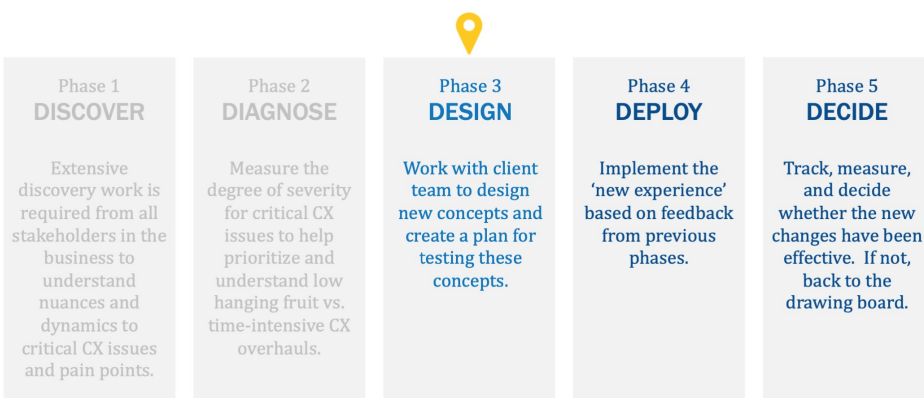 Phase 1
DISCOVER
Extensive
discovery work is
required from all
stakeholders in the
business to
understand
nuances and
dynamics to
critical CX issues
and pain points.
Phase 2
DIAGNOSE
Measure the
degree of severity
for critical CX
issues to help
prioritize and
understand low
hanging fruit vs.
time-intensive CX
overhauls.
Phase 3
DESIGN
Work with client
team to design
new concepts and
create a plan for
testing these
concepts.
Phase 4
DEPLOY
Implement the
‘new experience’
based on feedback
from previous
phases.
Phase 5
DECIDE
Track, measure,
and decide
whether the new
changes have been
effective.  If not,
back to the
drawing board.